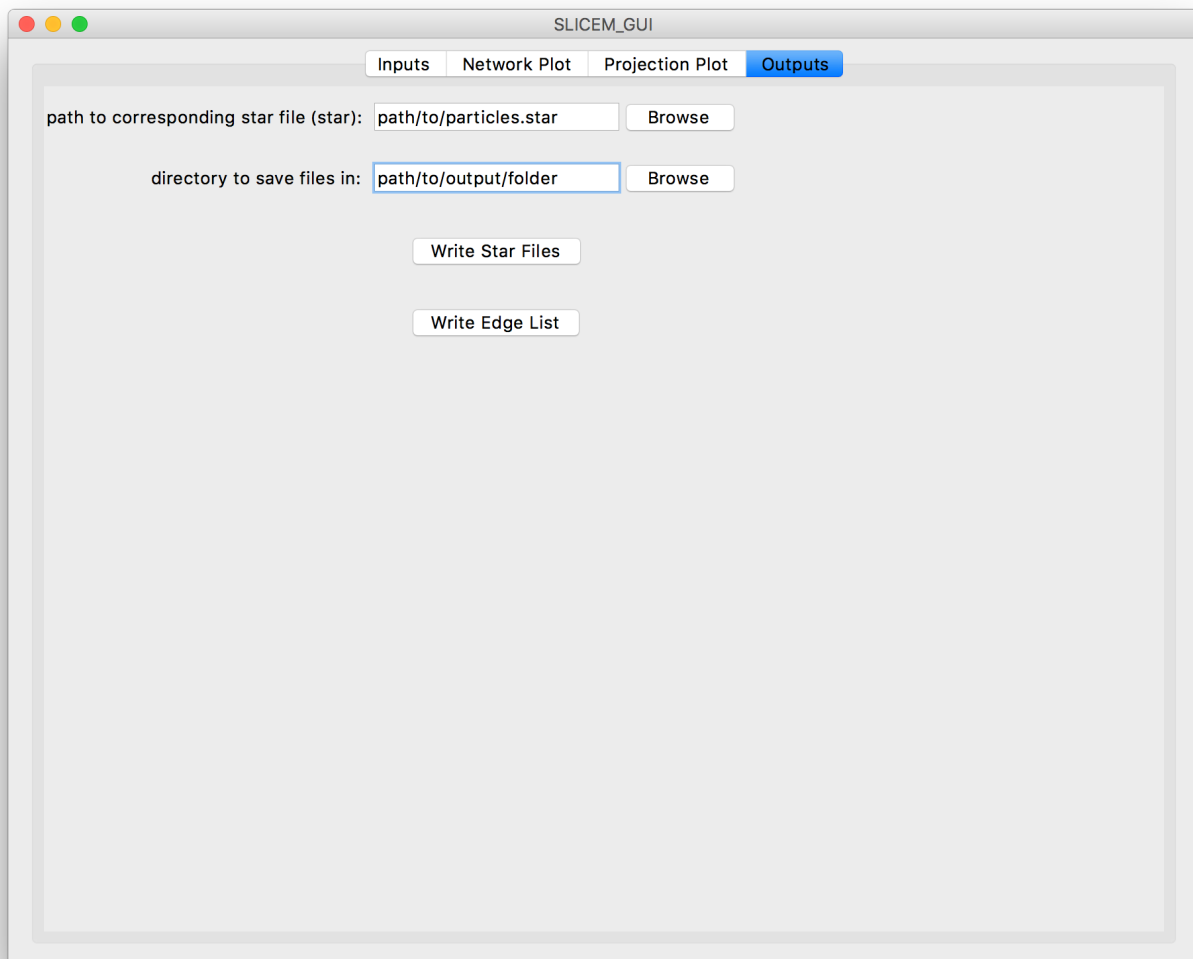 SLICEM_GUI
Inputs Network Plot Projection Plot Outputs
path to corresponding star file (star): path/to/particles.star Browse
directory to save files in: path/to/output/folder Browse
Write Star Files
Write Edge List